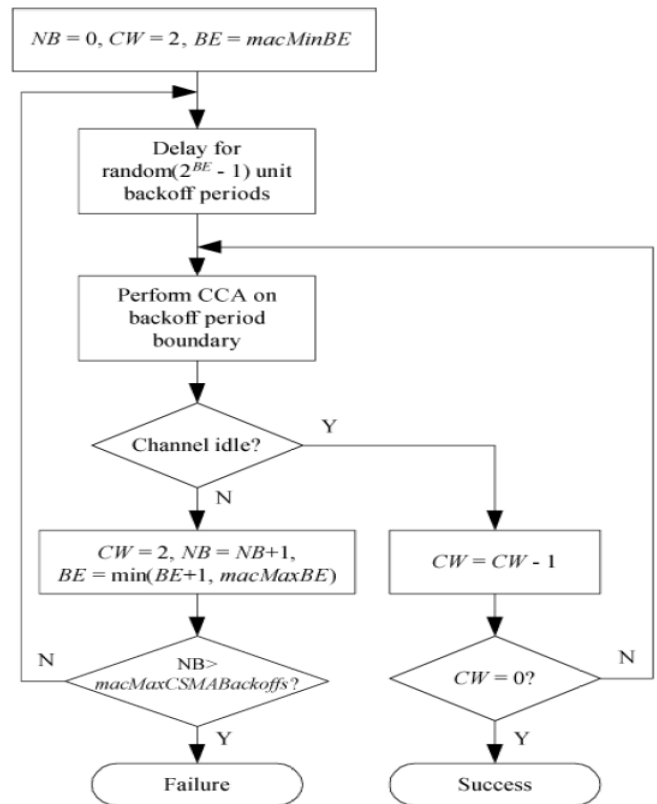 NB = 0, CW = 2, BE = macMinBE
Delay for
random(2^BE - 1) unit
backoff periods
Perform CCA on
backoff period
boundary
Channel idle?
Y
N
CW = 2, NB = NB+1,
BE = min(BE+1, macMaxBE)
CW = CW - 1
N
NB>
macMaxCSMABackoffs?
CW = 0?
N
Y
Y
Failure
Success